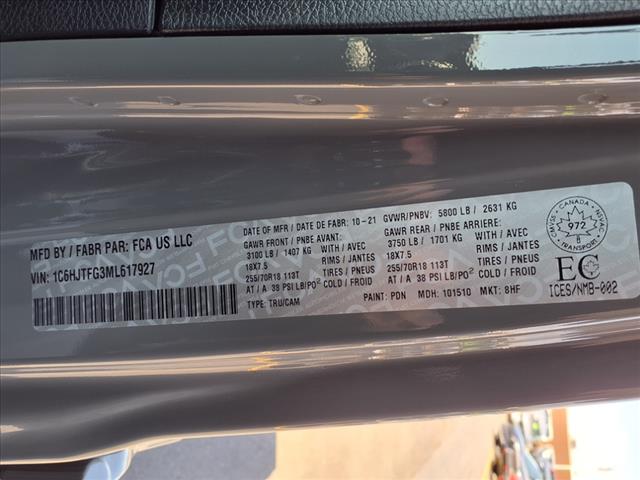 MFD BY / FABR PAR: FCA US LLC
VIN: 1C6HJTFG3ML617927
DATE OF MFR / DATE DE FABR: 10-21
GAWR FRONT / PNBE AVANT:
3100 LB / 1407 KG WITH / AVEC
18X7.5 RIMS / JANTES
255/70R18 113T TIRES / PNEUS
AT / A 38 PSI LB/PO² COLD / FROID
TYPE: TRU/CAM
GVWR/PNBV: 5800 LB / 2631 KG
GAWR REAR / PNBE ARRIERE:
3750 LB / 1701 KG WITH / AVEC
18X7.5 RIMS / JANTES
255/70R18 113T TIRES / PNEUS
AT / A 38 PSI LB/PO² COLD / FROID
PAINT: PDN MDH: 101510 MKT: 8HF
CANADA
CMVSS
NSVAC
972
B
TRANSPORT
EC
ICES/NMB-002